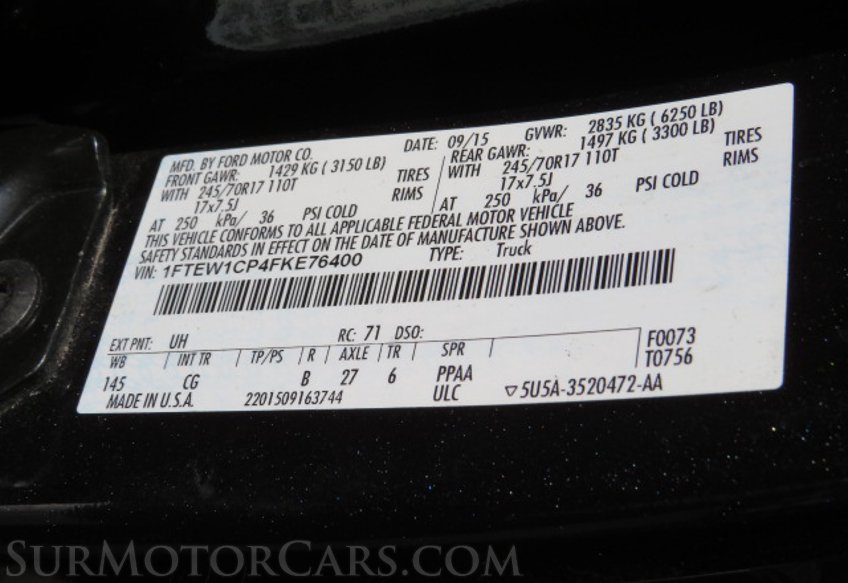 MFD. BY FORD MOTOR CO. DATE: 09/15 GVWR: 2835 KG ( 6250 LB)
FRONT GAWR: 1429 KG ( 3150 LB) REAR GAWR: 1497 KG ( 3300 LB)
WITH 245/70R17 110T TIRES WITH 245/70R17 110T TIRES
17x7.5J RIMS 17x7.5J RIMS
AT 250 kPa/ 36 PSI COLD AT 250 kPa/ 36 PSI COLD
THIS VEHICLE CONFORMS TO ALL APPLICABLE FEDERAL MOTOR VEHICLE
SAFETY STANDARDS IN EFFECT ON THE DATE OF MANUFACTURE SHOWN ABOVE.
VIN: 1FTEW1CP4FKE76400 TYPE: Truck
EXT PNT: UH RC: 71 DSO: F0073
WB INT TR TP/PS R AXLE TR SPR T0756
145 CG B 27 6 PPAA
MADE IN U.S.A. 2201509163744 ULC ▽5U5A-3520472-AA
SURMOTORCARS.COM